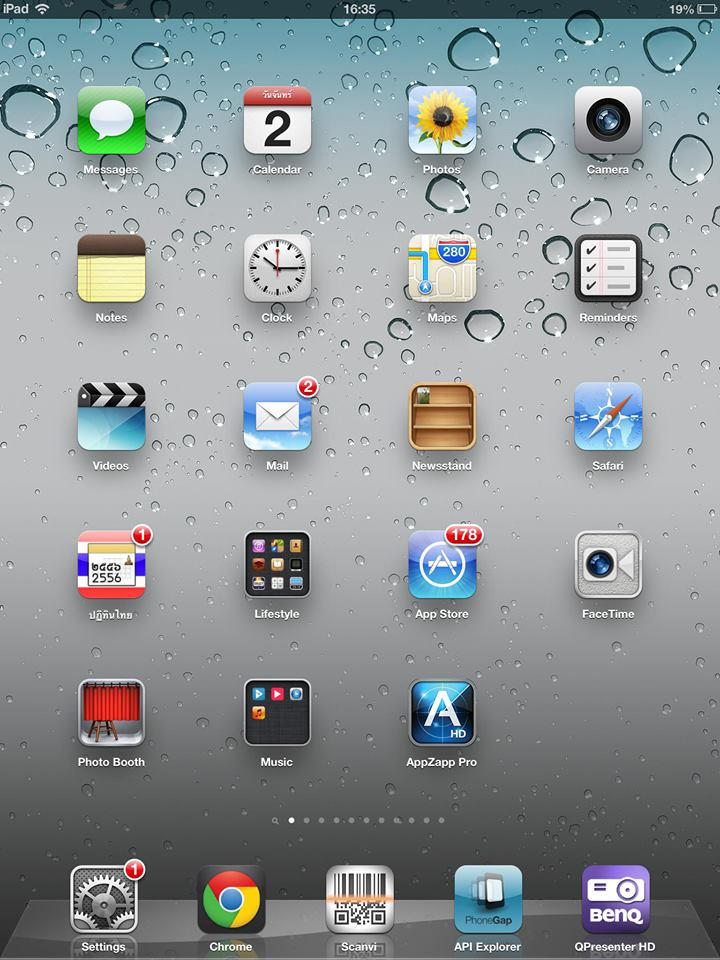 iPad 16:35 19%
วันจันทร์
2
Messages Calendar Photos Camera
280
Notes Clock Maps Reminders
2
Videos Mail Newsstand Safari
1 178
๒๕๕๖
2556
ปฏิทินไทย Lifestyle App Store FaceTime
HD
Photo Booth Music AppZapp Pro
1
PhoneGap BenQ
Settings Chrome Scanvi API Explorer QPresenter HD